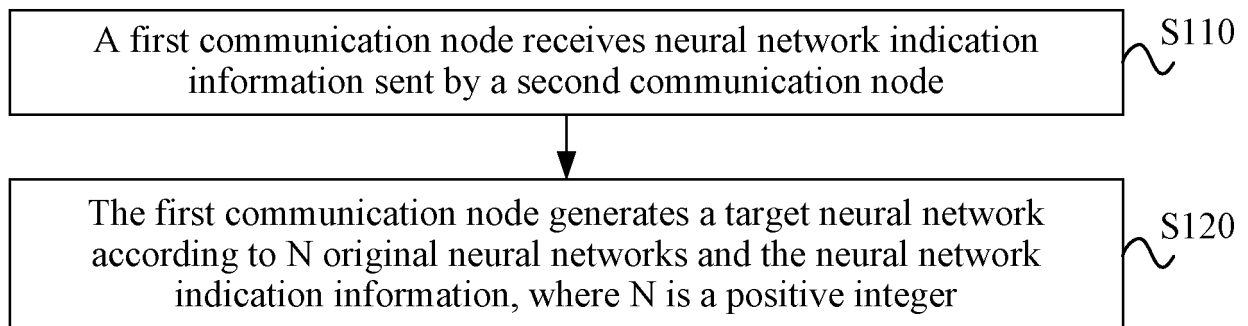 A first communication node receives neural network indication
information sent by a second communication node
S110
The first communication node generates a target neural network
according to N original neural networks and the neural network
indication information, where N is a positive integer
S120